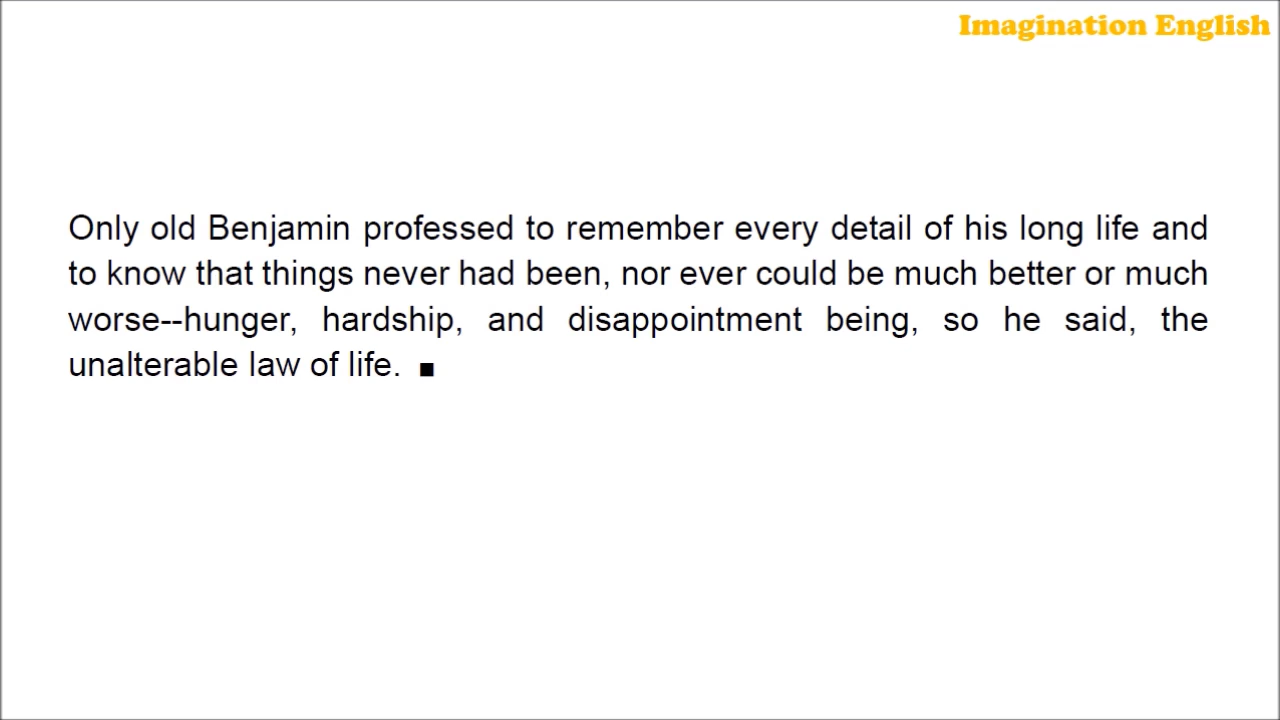 Imagination English
Only old Benjamin professed to remember every detail of his long life and
to know that things never had been, nor ever could be much better or much
worse--hunger, hardship, and disappointment being, so he said, the
unalterable law of life. ■